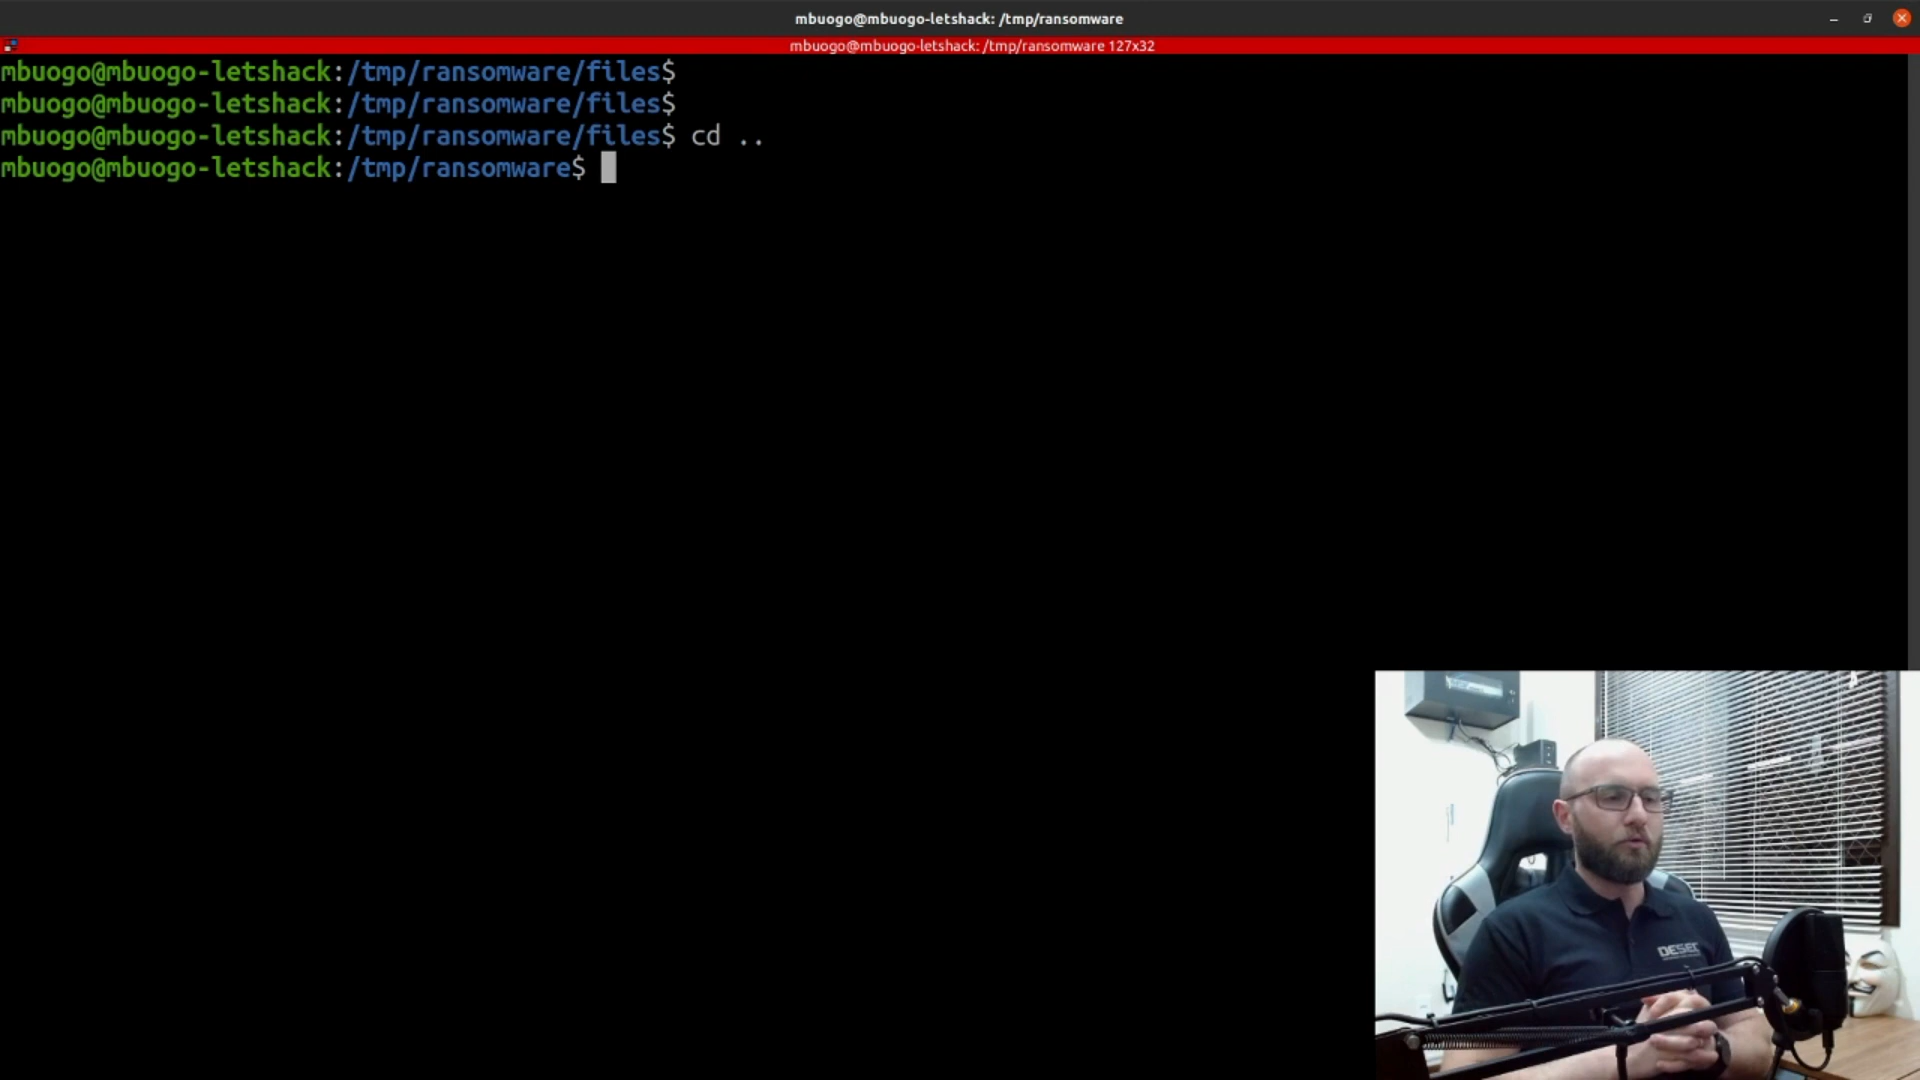 mbuogo@mbuogo-letshack: /tmp/ransomware
mbuogo@mbuogo-letshack: /tmp/ransomware 127x32
mbuogo@mbuogo-letshack:/tmp/ransomware/files$
mbuogo@mbuogo-letshack:/tmp/ransomware/files$
mbuogo@mbuogo-letshack:/tmp/ransomware/files$ cd ..
mbuogo@mbuogo-letshack:/tmp/ransomware$
DESEC